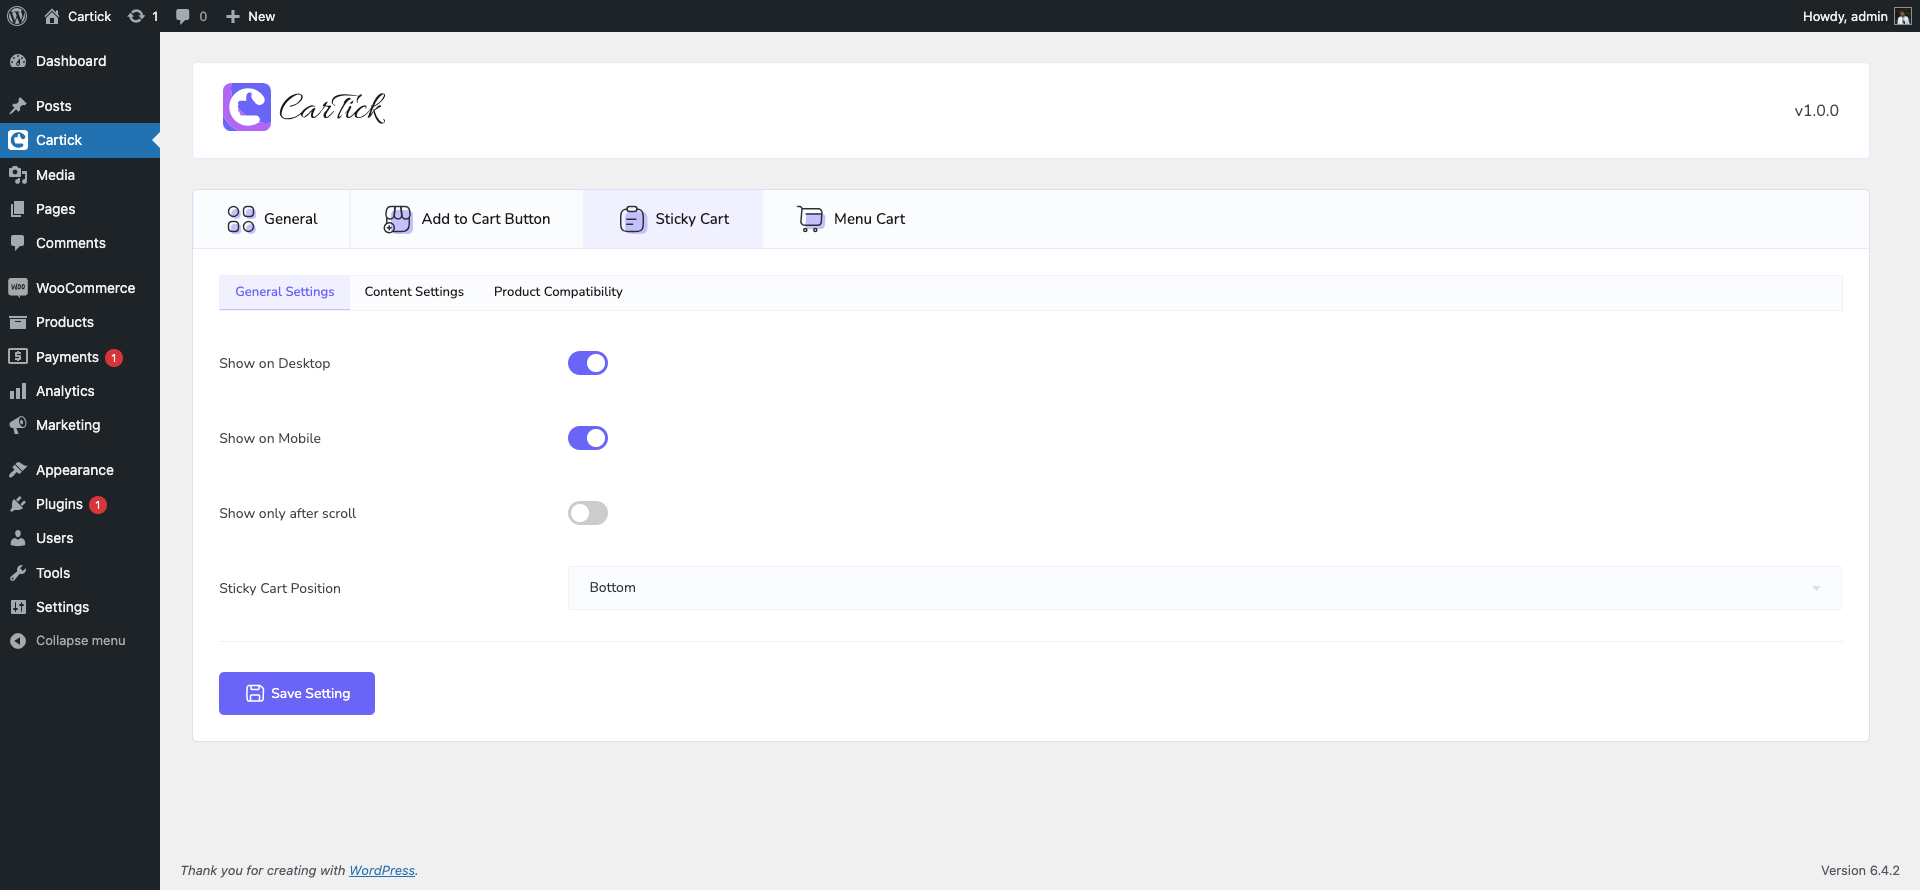 Cartick 1 0 New Howdy, admin
Dashboard
Posts
Cartick
Media
Pages
Comments
WooCommerce
Products
Payments 1
Analytics
Marketing
Appearance
Plugins 1
Users
Tools
Settings
Collapse menu
CarTick
v1.0.0
General Add to Cart Button Sticky Cart Menu Cart
General Settings Content Settings Product Compatibility
Show on Desktop
Show on Mobile
Show only after scroll
Sticky Cart Position Bottom
Save Setting
Thank you for creating with WordPress. Version 6.4.2